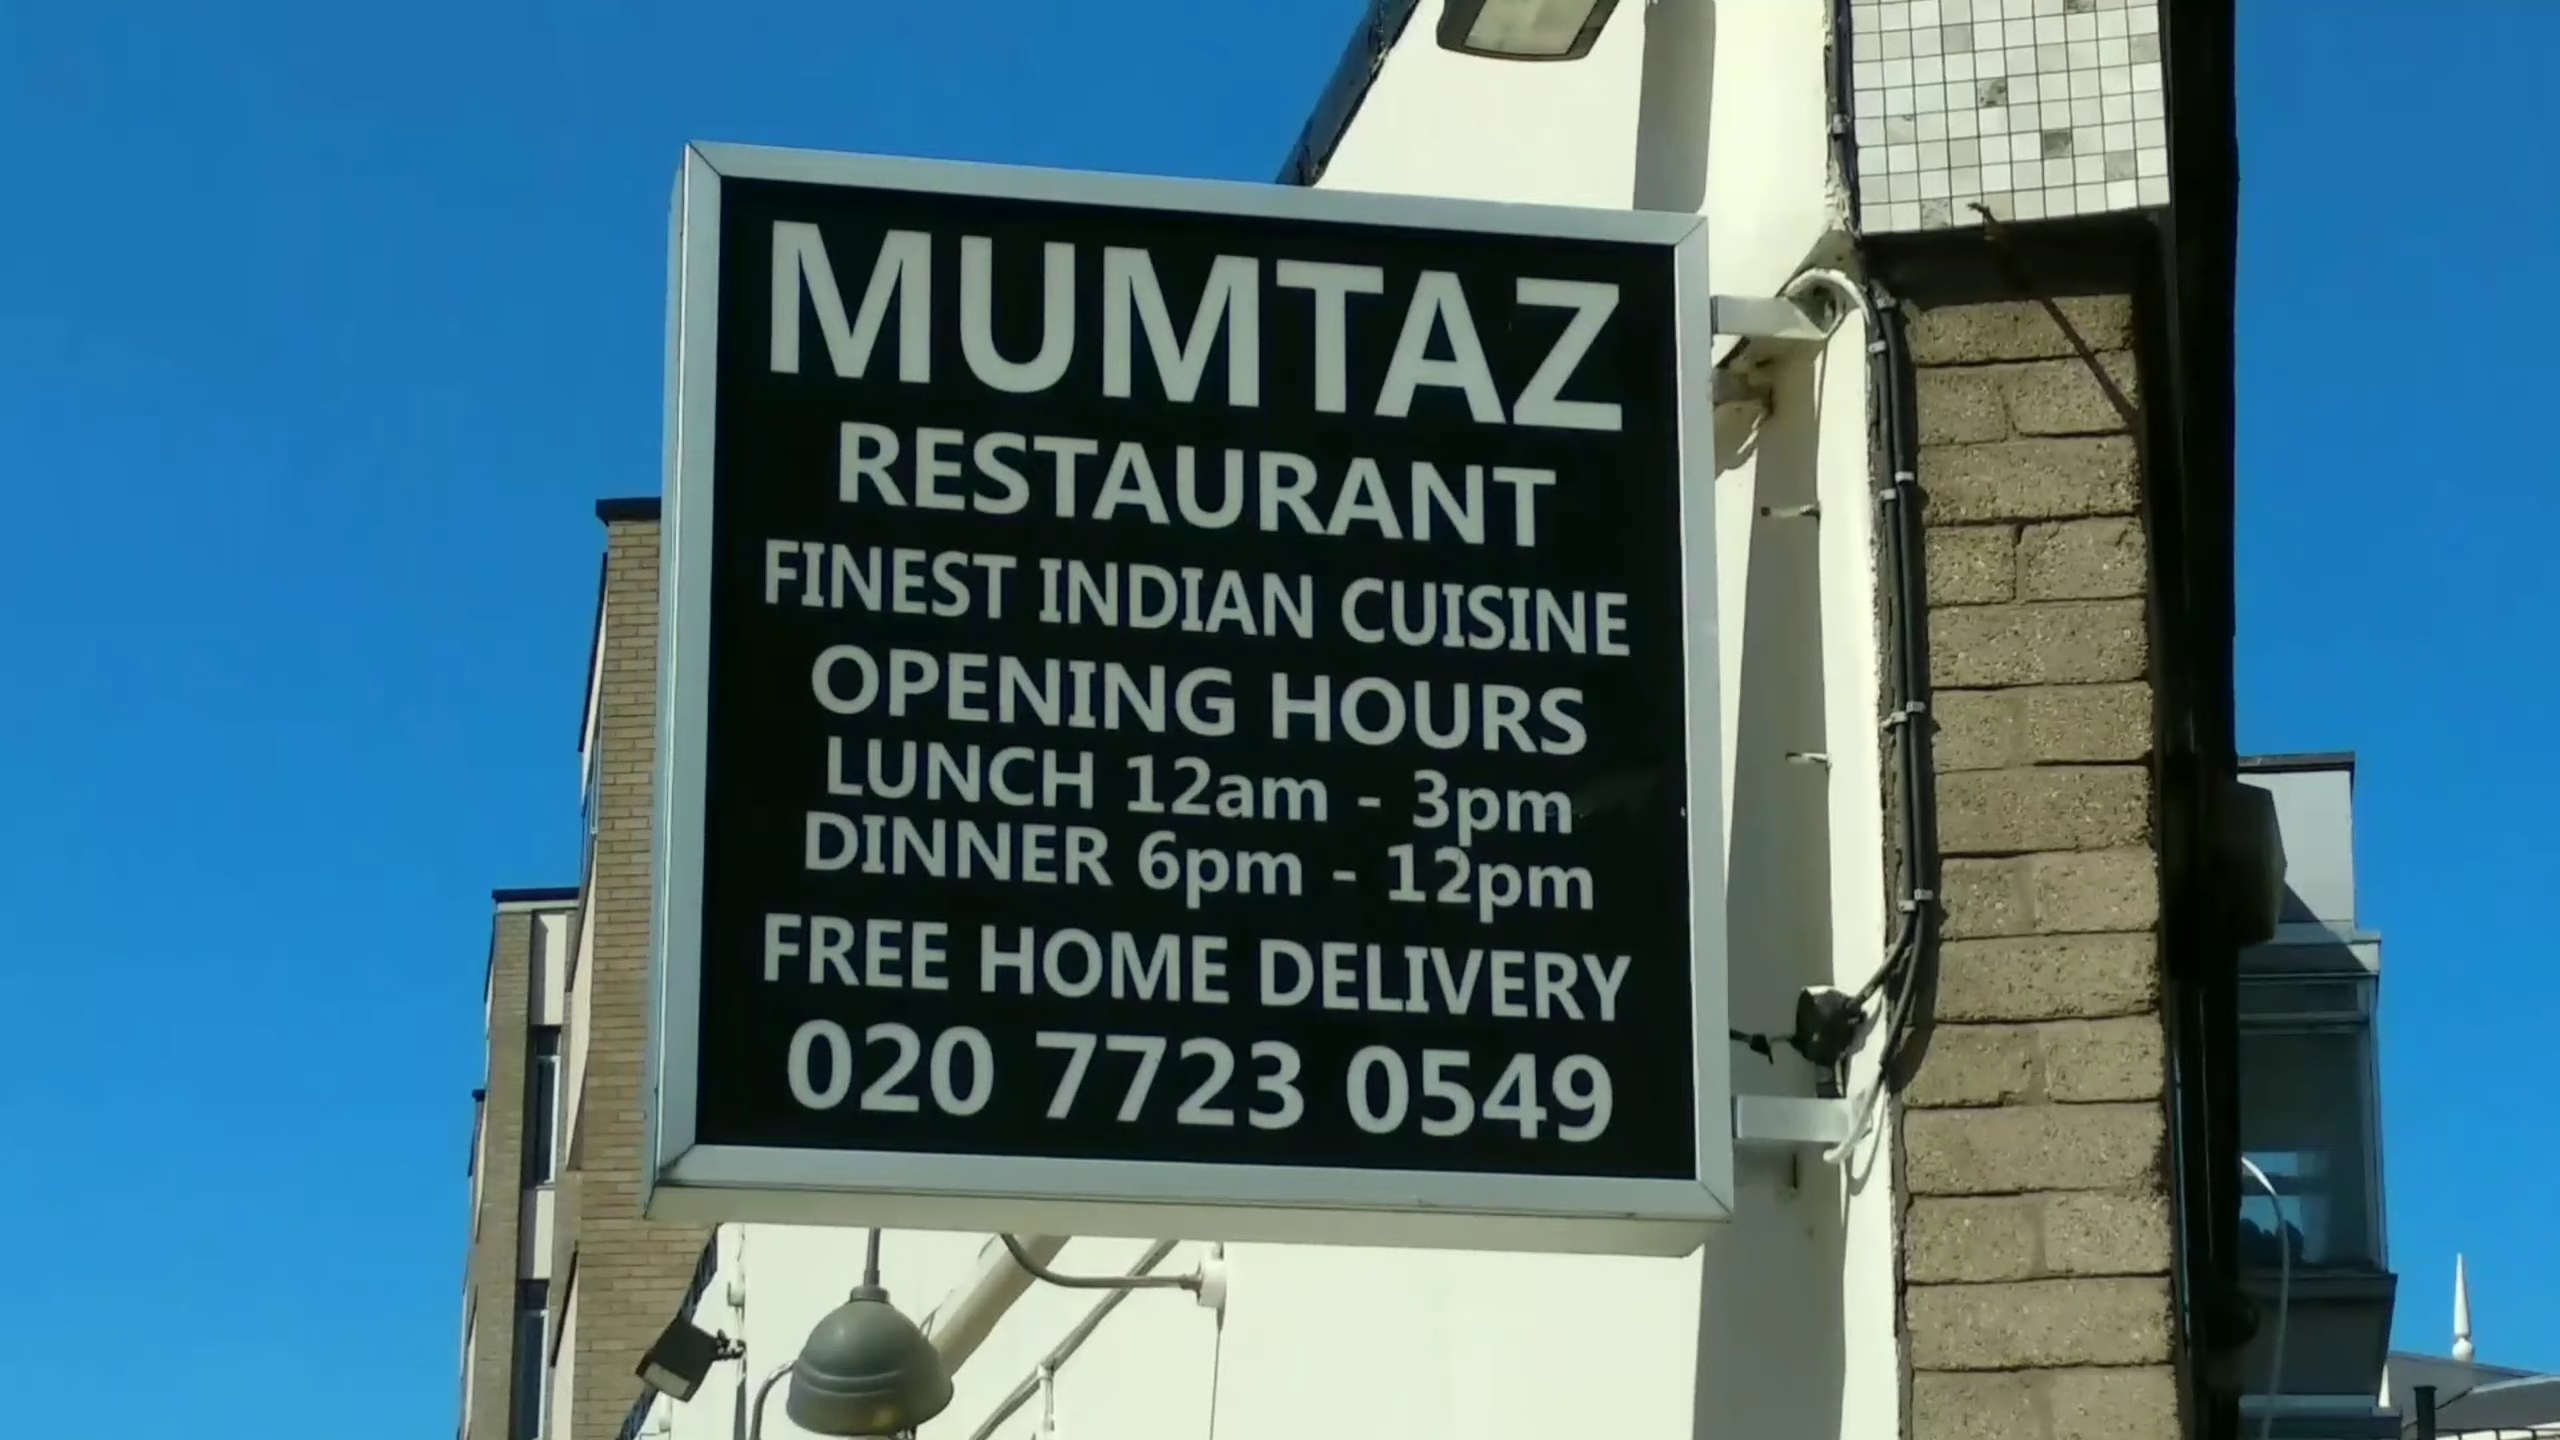 MUMTAZ
RESTAURANT
FINEST INDIAN CUISINE
OPENING HOURS
LUNCH 12am - 3pm
DINNER 6pm - 12pm
FREE HOME DELIVERY
020 7723 0549